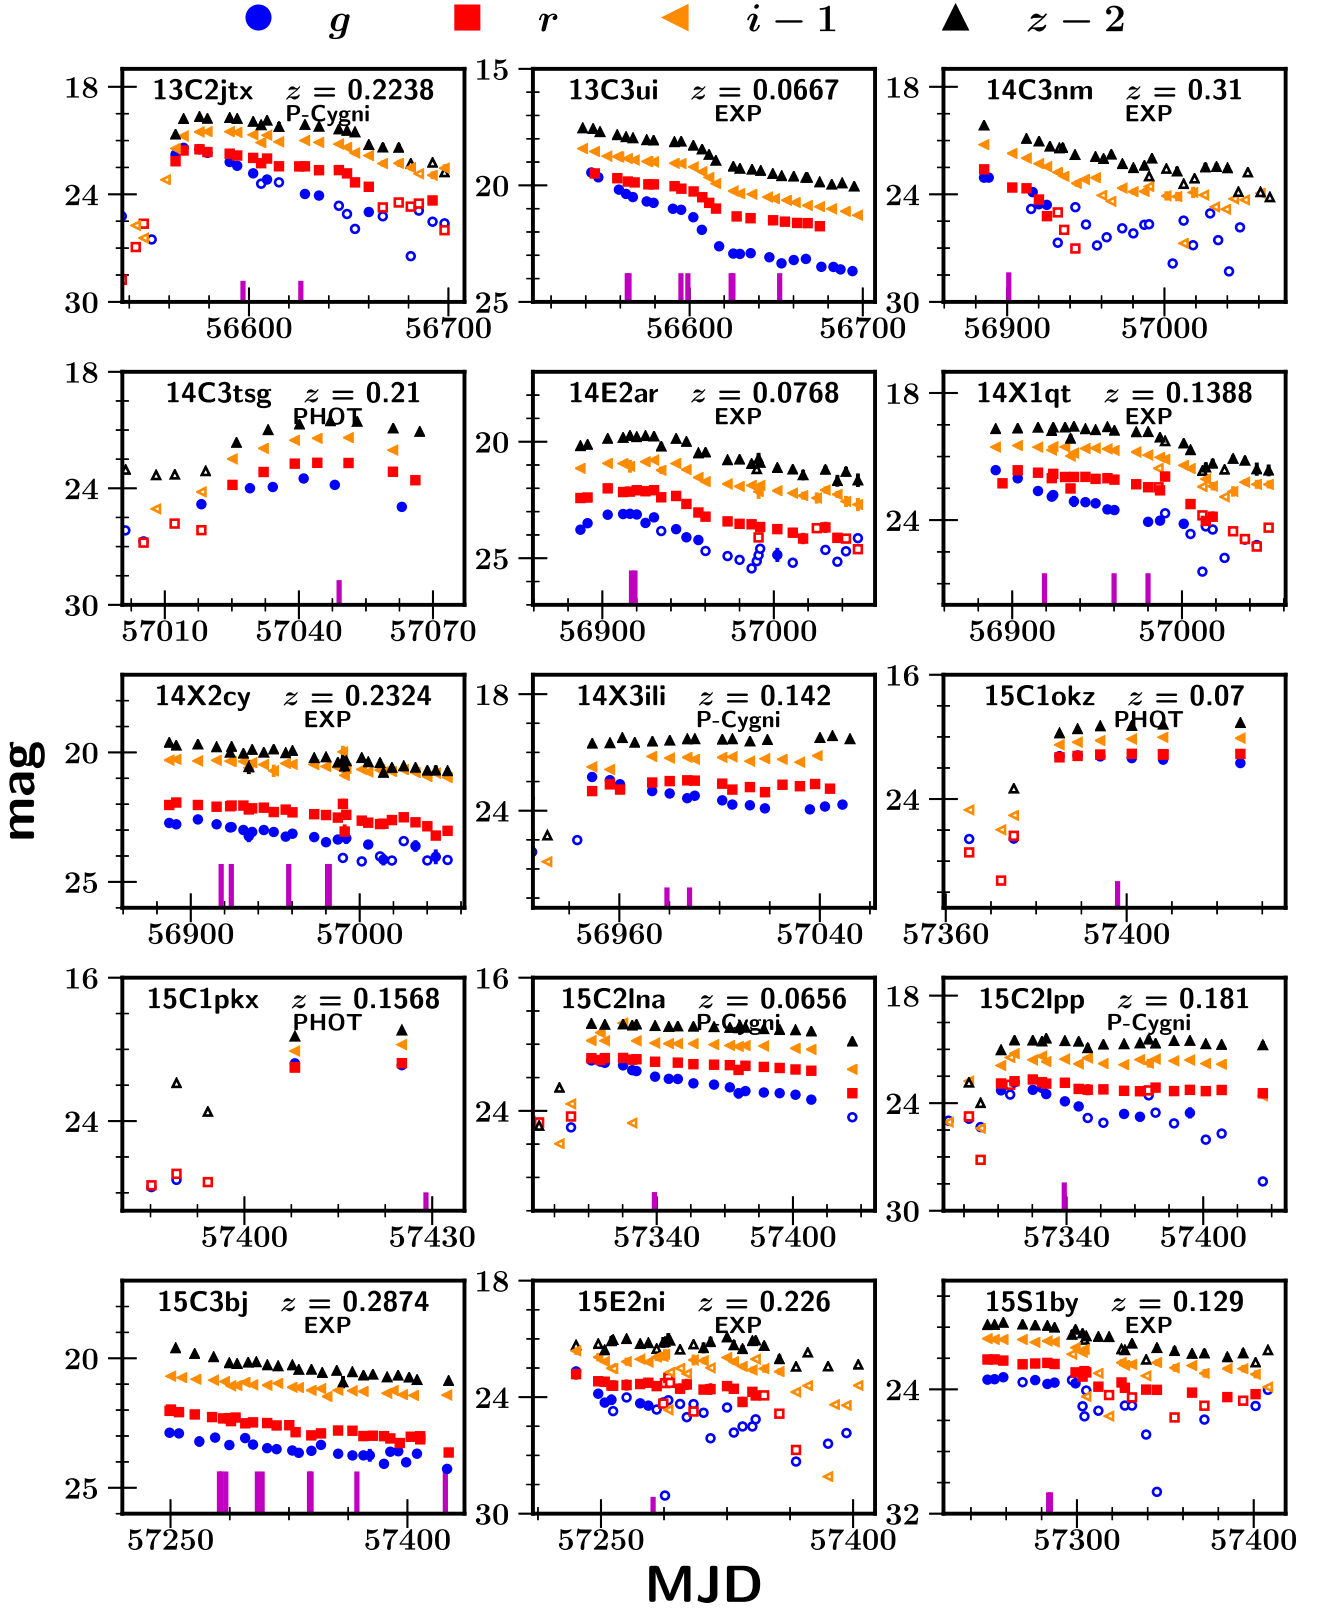 g r i − 1 z − 2
13C2jtx z = 0.2238
P-Cygni
18
24
30
56600 56700
13C3ui z = 0.0667
EXP
15
20
25
56600 56700
14C3nm z = 0.31
EXP
18
24
30
56900 57000
14C3tsg z = 0.21
PHOT
18
24
30
57010 57040 57070
14E2ar z = 0.0768
EXP
20
25
56900 57000
14X1qt z = 0.1388
EXP
18
24
56900 57000
14X2cy z = 0.2324
EXP
20
25
56900 57000
14X3ili z = 0.142
P-Cygni
18
24
56960 57040
15C1okz z = 0.07
PHOT
16
24
57360 57400
15C1pkx z = 0.1568
PHOT
16
24
57400 57430
15C2lna z = 0.0656
P-Cygni
16
24
57340 57400
15C2lpp z = 0.181
P-Cygni
18
24
30
57340 57400
15C3bj z = 0.2874
EXP
20
25
57250 57400
15E2ni z = 0.226
EXP
18
24
30
57250 57400
15S1by z = 0.129
EXP
24
32
57300 57400
mag
MJD